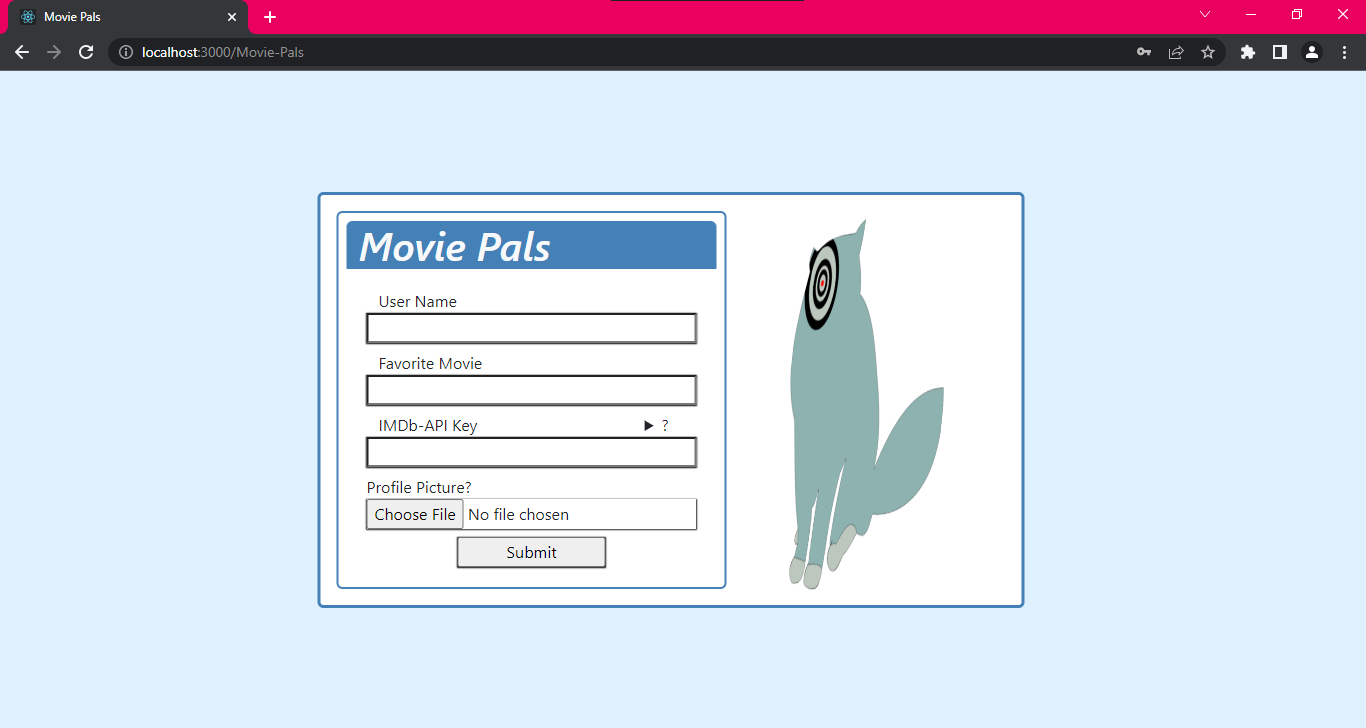 Movie Pals
localhost:3000/Movie-Pals
Movie Pals
User Name
Favorite Movie
IMDb-API Key ▶ ?
Profile Picture?
Choose File No file chosen
Submit